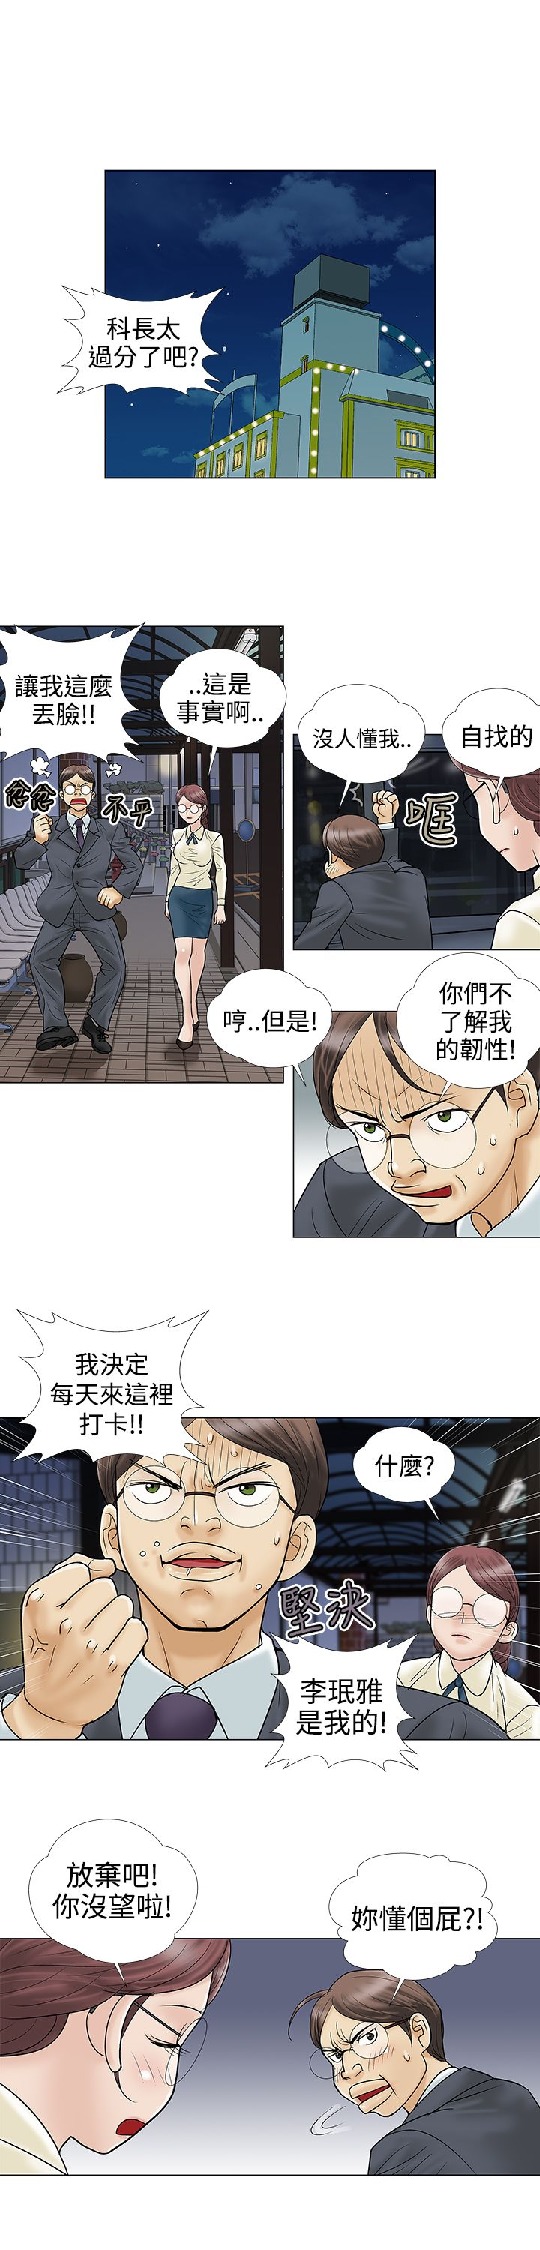 科長太
過分了吧?
讓我這麼
丟臉!!
..這是
事實啊..
忿忿
不平
沒人懂我..
自找的
哐
哼..但是!
你們不
了解我
的韌性!
我決定
每天來這裡
打卡!!
什麼?
堅決
李珉雅
是我的!
放棄吧!
你沒望啦!
妳懂個屁?!